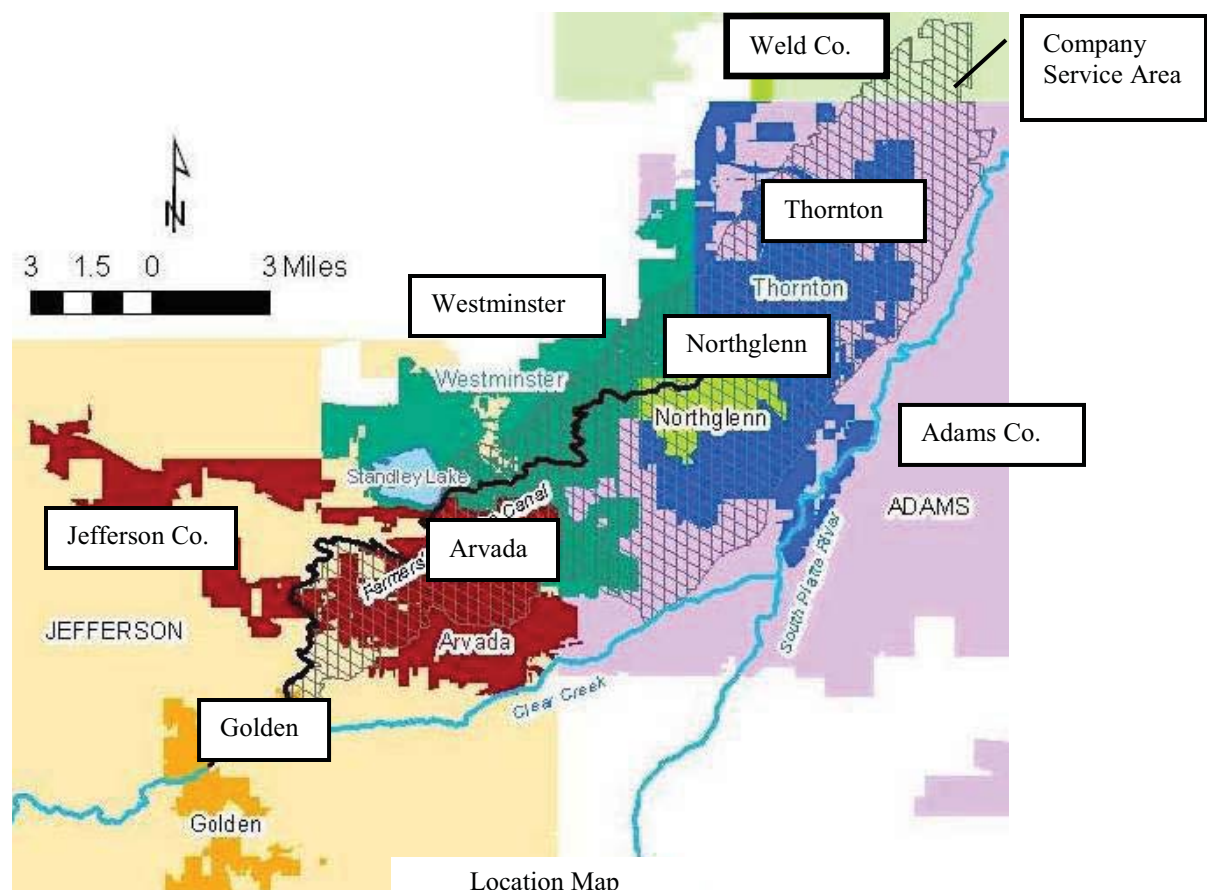 Weld Co.
Company
Service Area
N
3 1.5 0 3 Miles
Thornton
Thornton
Westminster
Westminster
Northglenn
Northglenn
Adams Co.
ADAMS
Standley Lake
Canal
Jefferson Co.
Arvada
Farmers'
JEFFERSON
Arvada
South Platte River
Clear Creek
Golden
Golden
Location Map